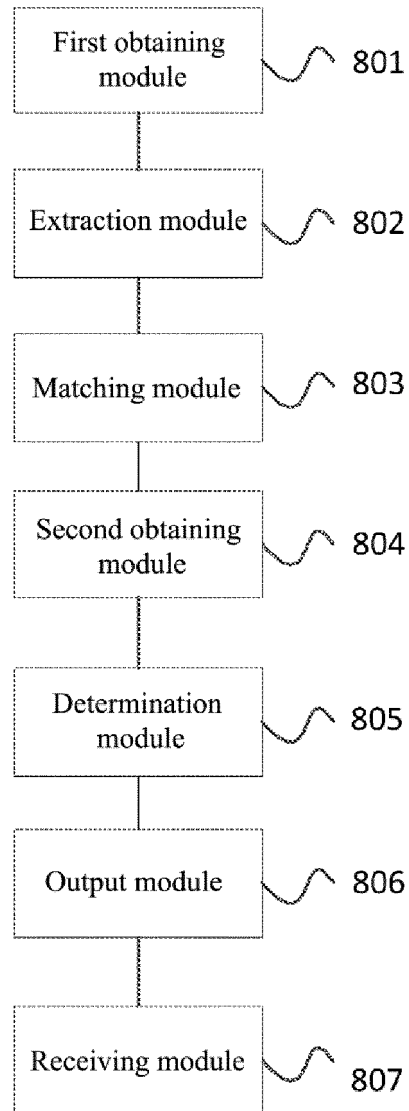 First obtaining
module
801
Extraction module
802
Matching module
803
Second obtaining
module
804
Determination
module
805
Output module
806
Receiving module
807